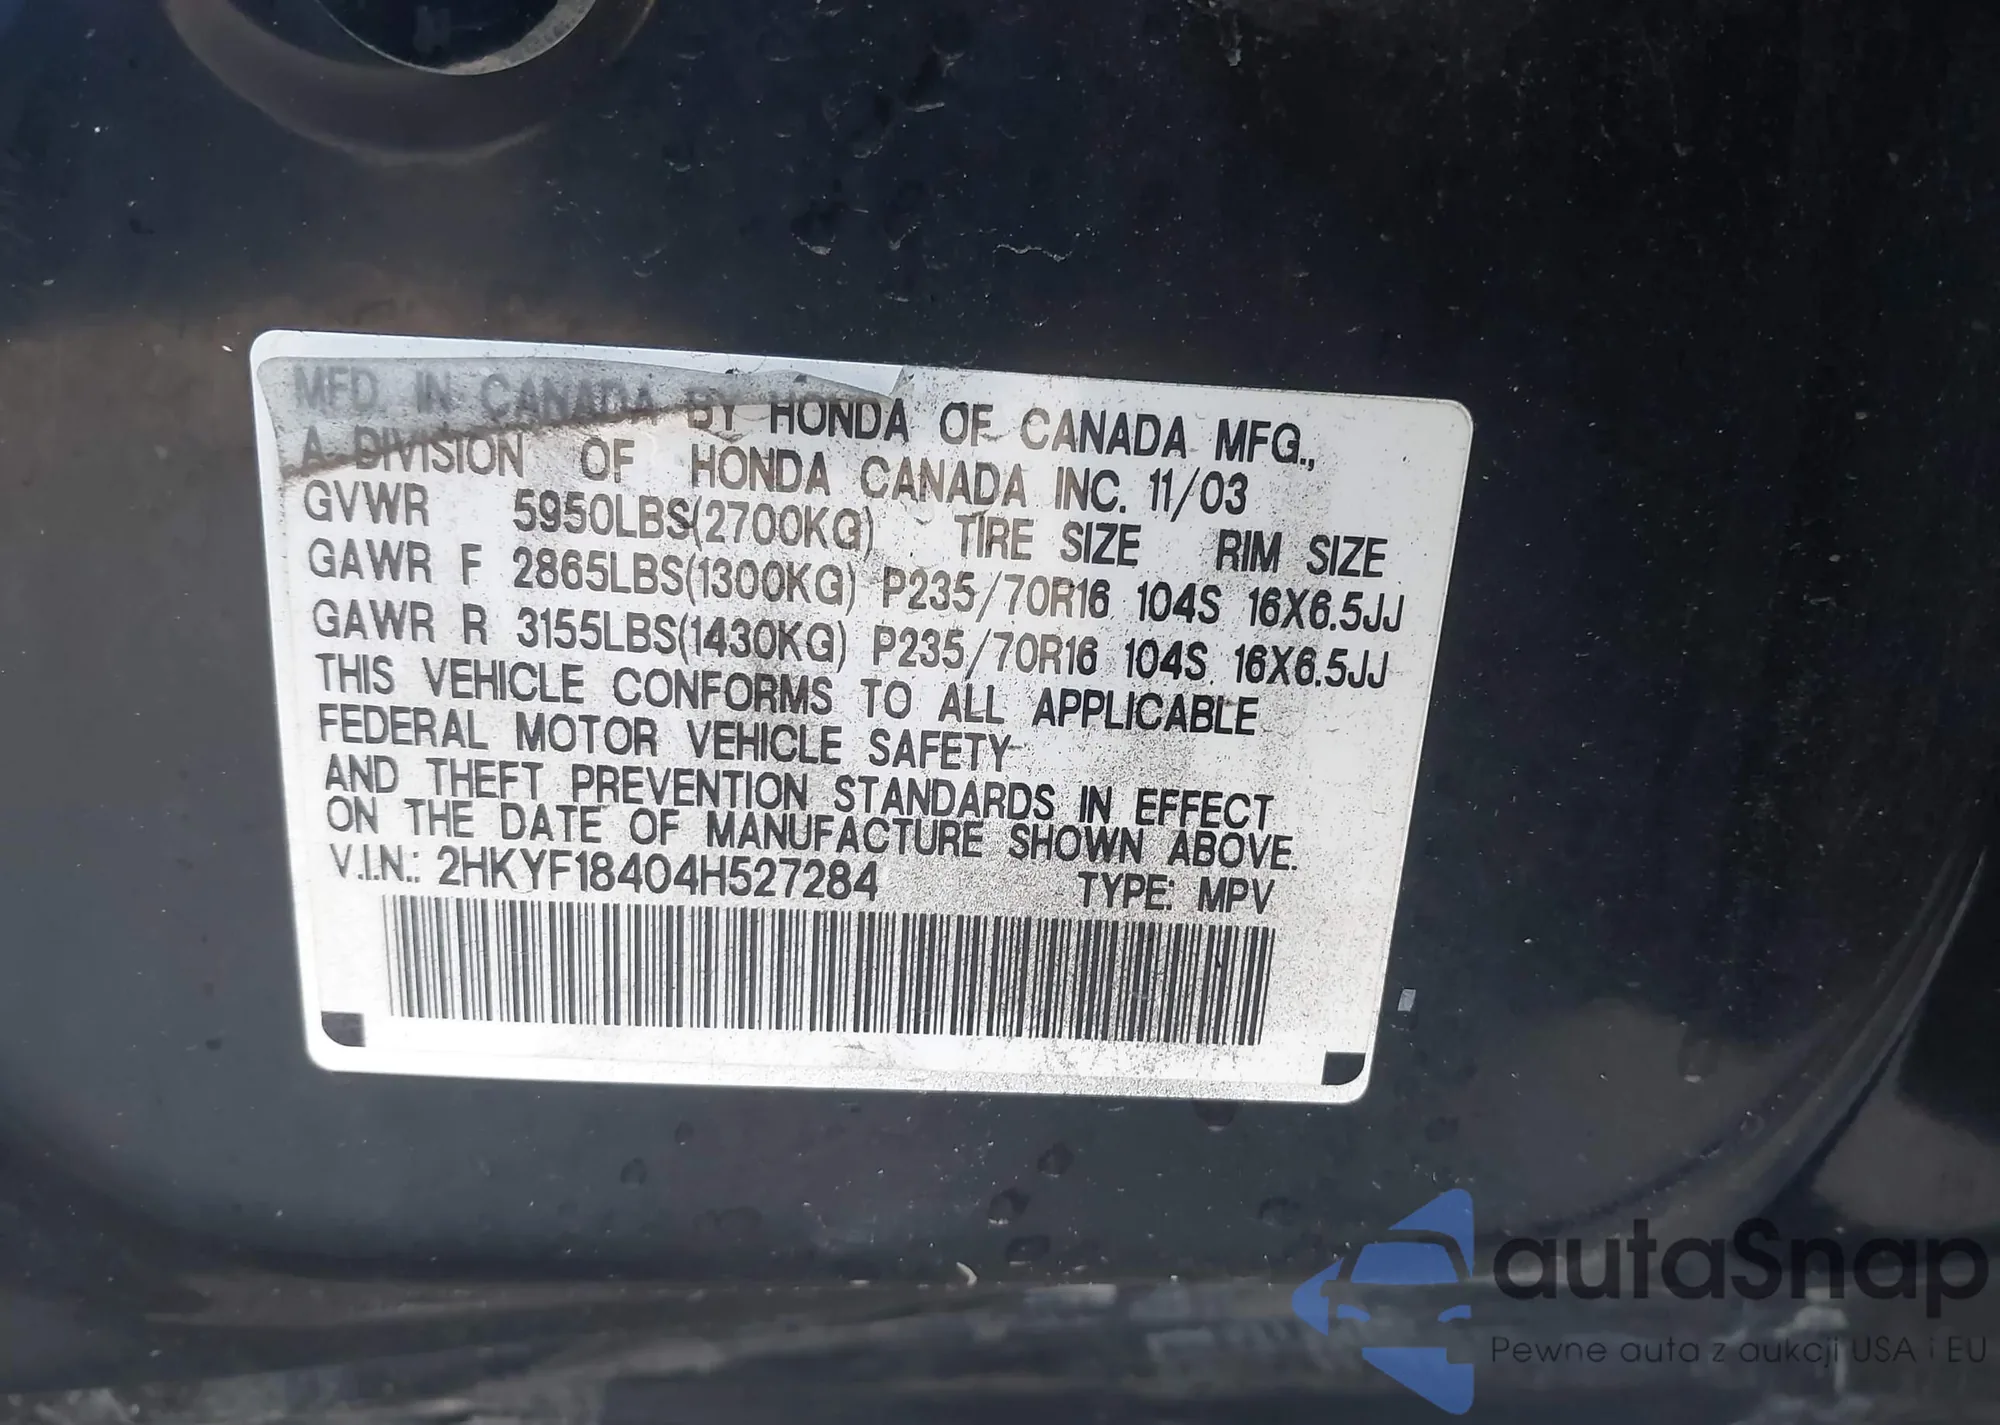 MFD. IN CANADA BY HONDA OF CANADA MFG.,
A DIVISION OF HONDA CANADA INC. 11/03
GVWR 5950LBS(2700KG) TIRE SIZE RIM SIZE
GAWR F 2865LBS(1300KG) P235/70R16 104S 16X6.5JJ
GAWR R 3155LBS(1430KG) P235/70R16 104S 16X6.5JJ
THIS VEHICLE CONFORMS TO ALL APPLICABLE
FEDERAL MOTOR VEHICLE SAFETY
AND THEFT PREVENTION STANDARDS IN EFFECT
ON THE DATE OF MANUFACTURE SHOWN ABOVE.
V.I.N.: 2HKYF18404H527284 TYPE: MPV
autaSnap
Pewne auta z aukcji USA i EU